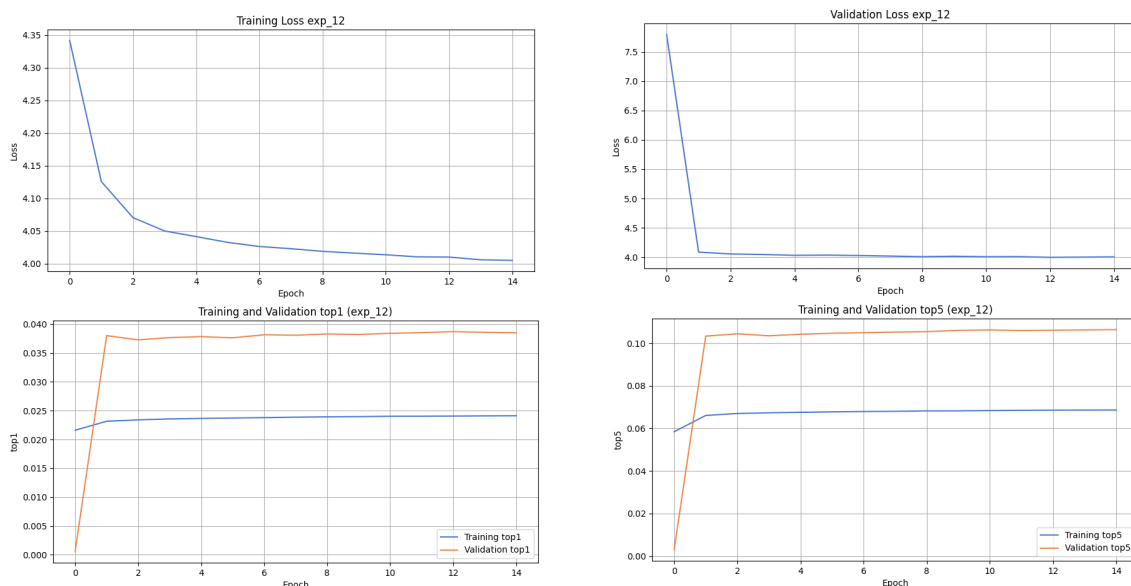 Training Loss exp_12
4.35
4.30
4.25
4.20
4.15
4.10
4.05
4.00
Loss
0 2 4 6 8 10 12 14
Epoch
Validation Loss exp_12
7.5
7.0
6.5
6.0
5.5
5.0
4.5
4.0
Loss
0 2 4 6 8 10 12 14
Epoch
Training and Validation top1 (exp_12)
0.040
0.035
0.030
0.025
0.020
0.015
0.010
0.005
0.000
top1
Training top1
Validation top1
0 2 4 6 8 10 12 14
Epoch
Training and Validation top5 (exp_12)
0.10
0.08
0.06
0.04
0.02
0.00
top5
Training top5
Validation top5
0 2 4 6 8 10 12 14
Epoch